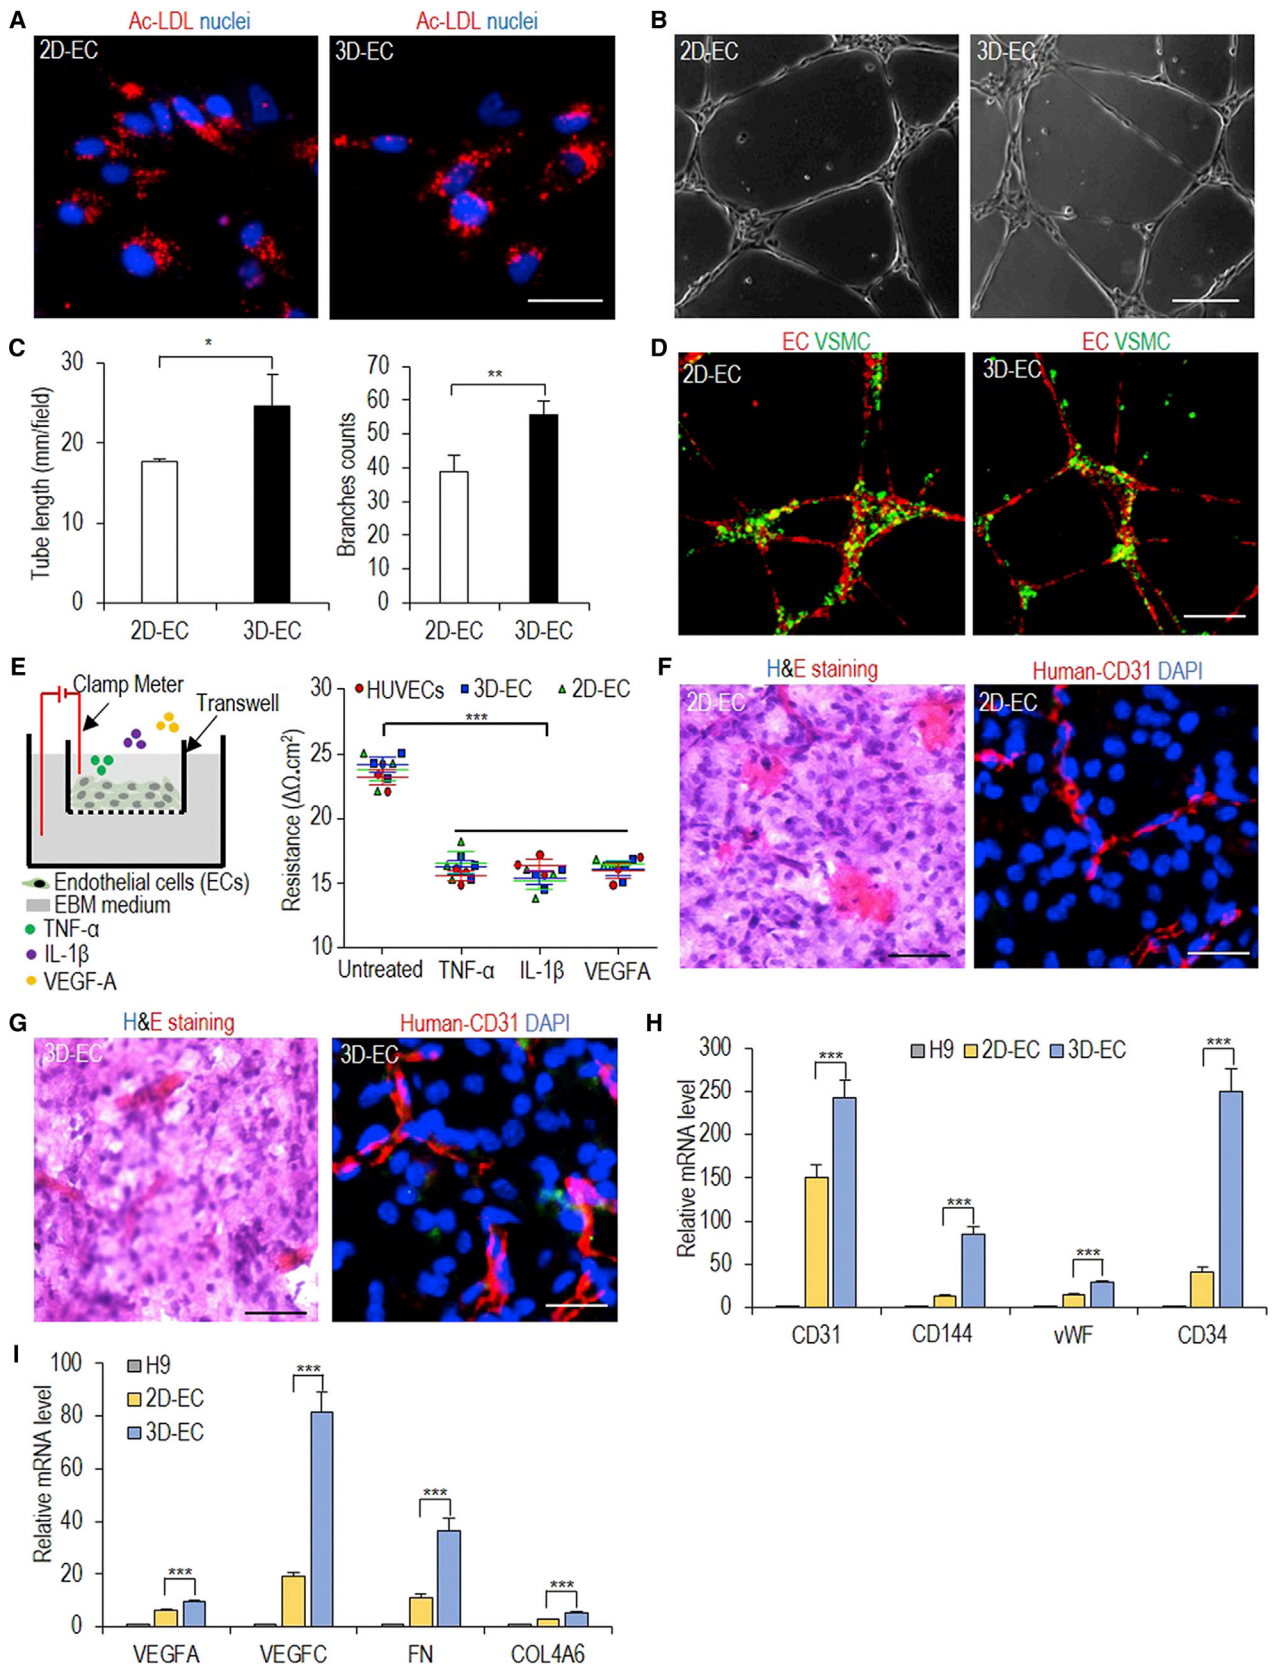 A
Ac-LDL nuclei
2D-EC
Ac-LDL nuclei
3D-EC
B
2D-EC
3D-EC
C
Tube length (mm/field)
30
20
10
0
*
2D-EC
3D-EC
Branches counts
70
60
50
40
30
20
10
0
**
2D-EC
3D-EC
D
EC VSMC
2D-EC
EC VSMC
3D-EC
E
Clamp Meter
Transwell
Endothelial cells (ECs)
EBM medium
TNF-α
IL-1β
VEGF-A
Resistance (ΔΩ.cm²)
30
25
20
15
10
HUVECs 3D-EC 2D-EC
***
Untreated TNF-α IL-1β VEGFA
F
H&E staining
2D-EC
Human-CD31 DAPI
2D-EC
G
H&E staining
3D-EC
Human-CD31 DAPI
3D-EC
H
Relative mRNA level
300
250
200
150
100
50
0
H9 2D-EC 3D-EC
***
***
***
***
CD31 CD144 vWF CD34
I
Relative mRNA level
100
80
60
40
20
0
H9
2D-EC
3D-EC
***
***
***
***
VEGFA VEGFC FN COL4A6